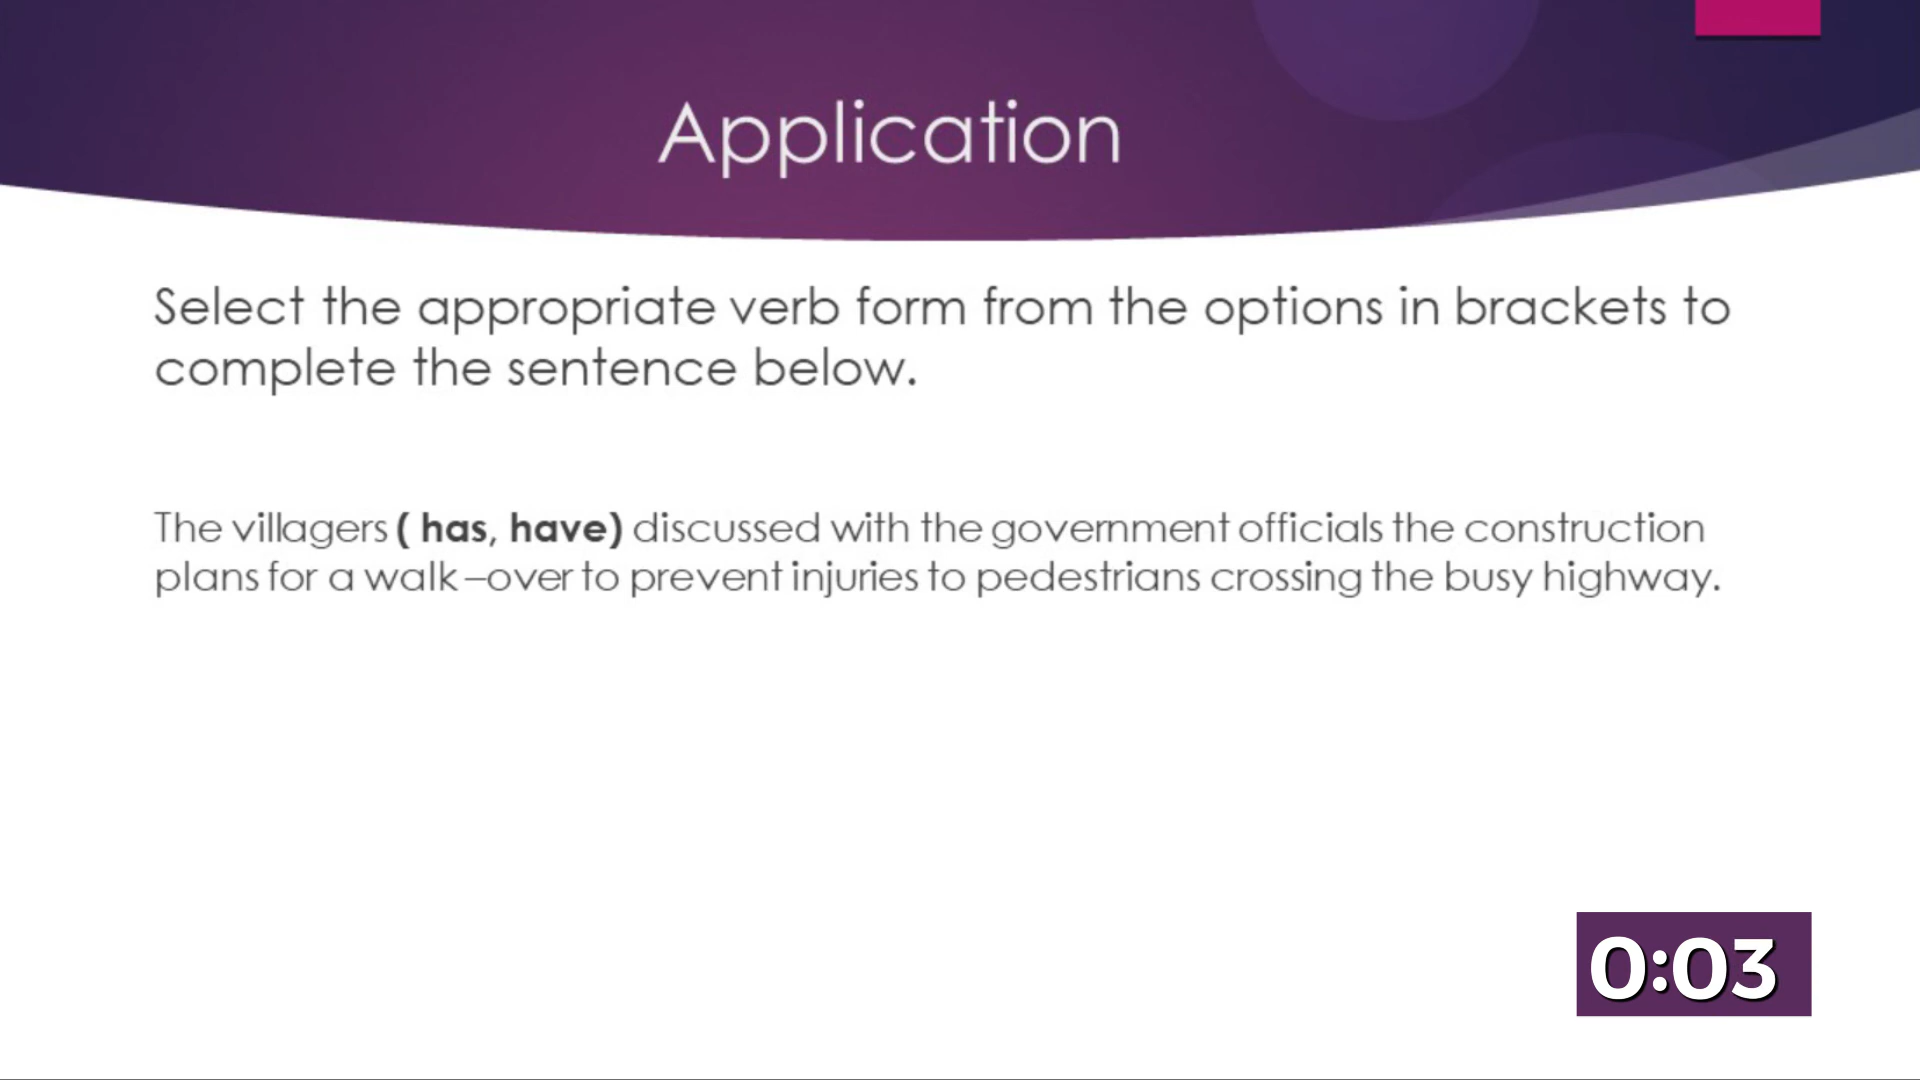 Application
Select the appropriate verb form from the options in brackets to
complete the sentence below.
The villagers ( has, have) discussed with the government officials the construction
plans for a walk –over to prevent injuries to pedestrians crossing the busy highway.
0:03